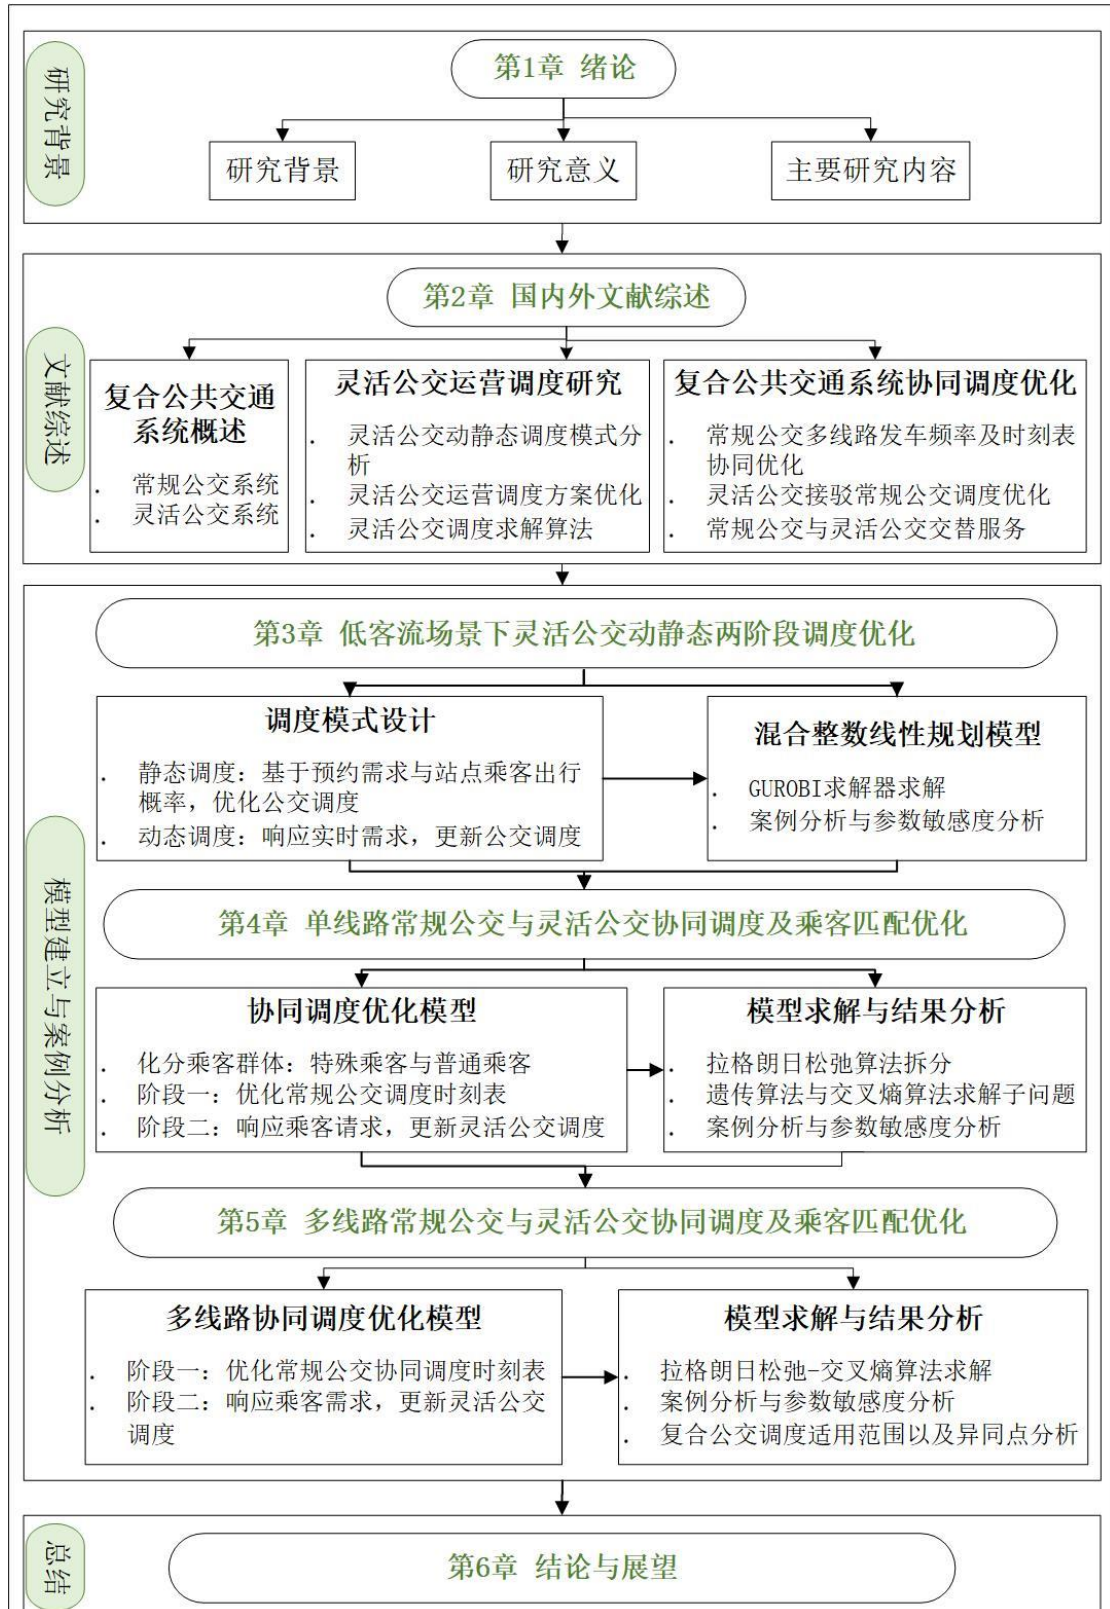 研究背景
第1章 绪论
研究背景
研究意义
主要研究内容
文献综述
第2章 国内外文献综述
复合公共交通
系统概述
. 常规公交系统
. 灵活公交系统
灵活公交运营调度研究
. 灵活公交动静态调度模式分
析
. 灵活公交运营调度方案优化
. 灵活公交调度求解算法
复合公共交通系统协同调度优化
. 常规公交多线路发车频率及时刻表
协同优化
. 灵活公交接驳常规公交调度优化
. 常规公交与灵活公交交替服务
模型建立与案例分析
第3章 低客流场景下灵活公交动静态两阶段调度优化
调度模式设计
. 静态调度：基于预约需求与站点乘客出行
概率，优化公交调度
. 动态调度：响应实时需求，更新公交调度
混合整数线性规划模型
. GUROBI求解器求解
. 案例分析与参数敏感度分析
第4章 单线路常规公交与灵活公交协同调度及乘客匹配优化
协同调度优化模型
. 化分乘客群体：特殊乘客与普通乘客
. 阶段一：优化常规公交调度时刻表
. 阶段二：响应乘客请求，更新灵活公交调度
模型求解与结果分析
. 拉格朗日松弛算法拆分
. 遗传算法与交叉熵算法求解子问题
. 案例分析与参数敏感度分析
第5章 多线路常规公交与灵活公交协同调度及乘客匹配优化
多线路协同调度优化模型
. 阶段一：优化常规公交协同调度时刻表
. 阶段二：响应乘客需求，更新灵活公交
调度
模型求解与结果分析
. 拉格朗日松弛-交叉熵算法求解
. 案例分析与参数敏感度分析
. 复合公交调度适用范围以及异同点分析
总结
第6章 结论与展望